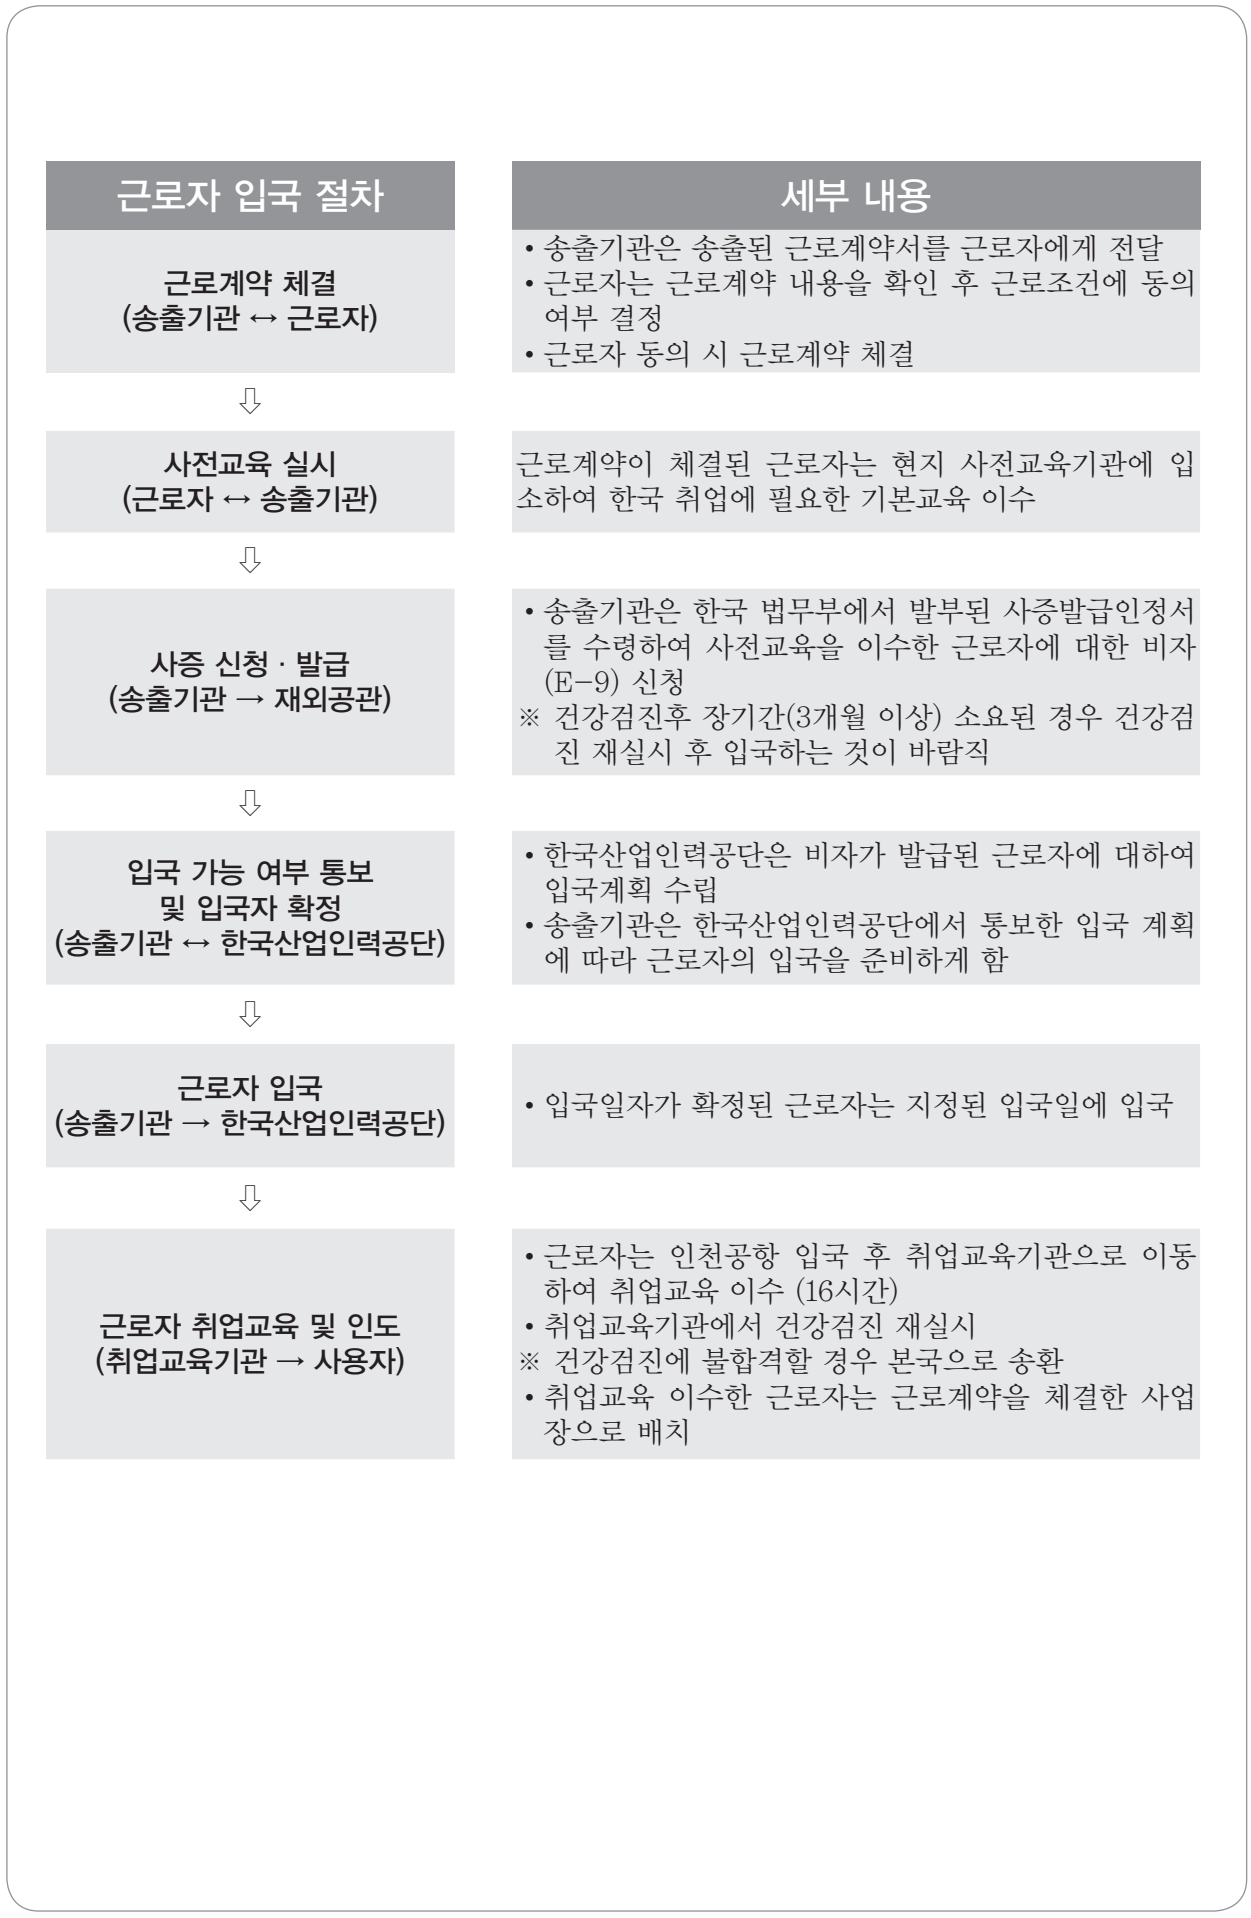 근로자 입국 절차
세부 내용
근로계약 체결
(송출기관 ↔ 근로자)
• 송출기관은 송출된 근로계약서를 근로자에게 전달
• 근로자는 근로계약 내용을 확인 후 근로조건에 동의
여부 결정
• 근로자 동의 시 근로계약 체결
⇩
사전교육 실시
(근로자 ↔ 송출기관)
근로계약이 체결된 근로자는 현지 사전교육기관에 입
소하여 한국 취업에 필요한 기본교육 이수
⇩
사증 신청 · 발급
(송출기관 → 재외공관)
• 송출기관은 한국 법무부에서 발부된 사증발급인정서
를 수령하여 사전교육을 이수한 근로자에 대한 비자
(E-9) 신청
※ 건강검진후 장기간(3개월 이상) 소요된 경우 건강검
진 재실시 후 입국하는 것이 바람직
⇩
입국 가능 여부 통보
및 입국자 확정
(송출기관 ↔ 한국산업인력공단)
• 한국산업인력공단은 비자가 발급된 근로자에 대하여
입국계획 수립
• 송출기관은 한국산업인력공단에서 통보한 입국 계획
에 따라 근로자의 입국을 준비하게 함
⇩
근로자 입국
(송출기관 → 한국산업인력공단)
• 입국일자가 확정된 근로자는 지정된 입국일에 입국
⇩
근로자 취업교육 및 인도
(취업교육기관 → 사용자)
• 근로자는 인천공항 입국 후 취업교육기관으로 이동
하여 취업교육 이수 (16시간)
• 취업교육기관에서 건강검진 재실시
※ 건강검진에 불합격할 경우 본국으로 송환
• 취업교육 이수한 근로자는 근로계약을 체결한 사업
장으로 배치